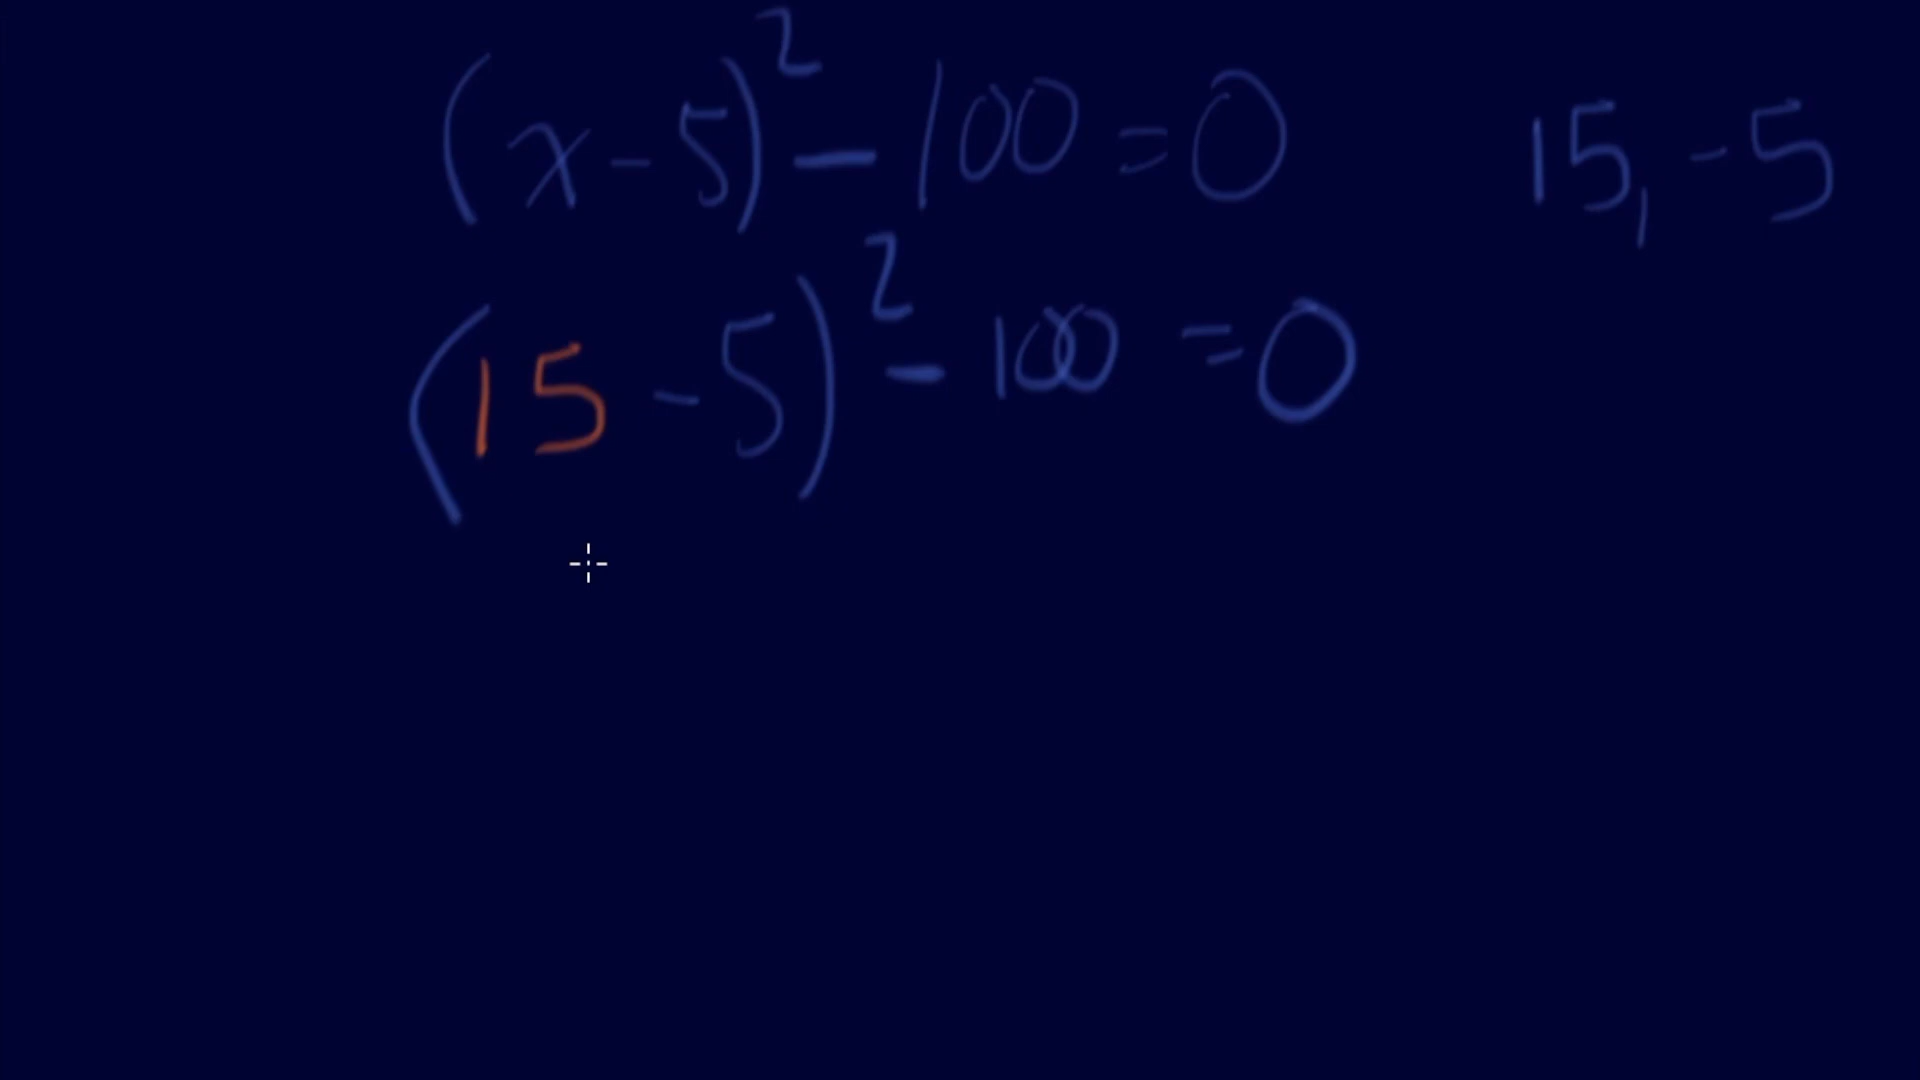 (x-5)² - 100 = 0
15, -5
(15 - 5)² - 100 = 0